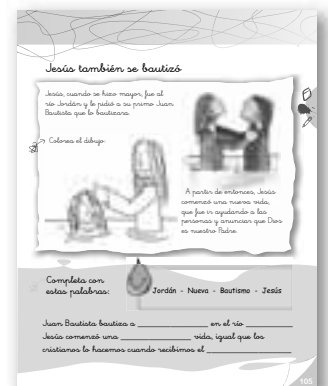 Jesús también se bautizó
Jesús, cuando se hizo mayor, fue al
río Jordán y le pidió a su primo Juan
Bautista que lo bautizara.
Colorea el dibujo:
A partir de entonces, Jesús
comenzó una nueva vida,
que fue ir ayudando a las
personas y anunciar que Dios
es nuestro Padre.
Completa con
estas palabras:
Jordán - Nueva - Bautismo - Jesús
Juan Bautista bautiza a ____________ en el río ____________
Jesús comenzó una ____________ vida, igual que los
cristianos lo hacemos cuando recibimos el ____________
105